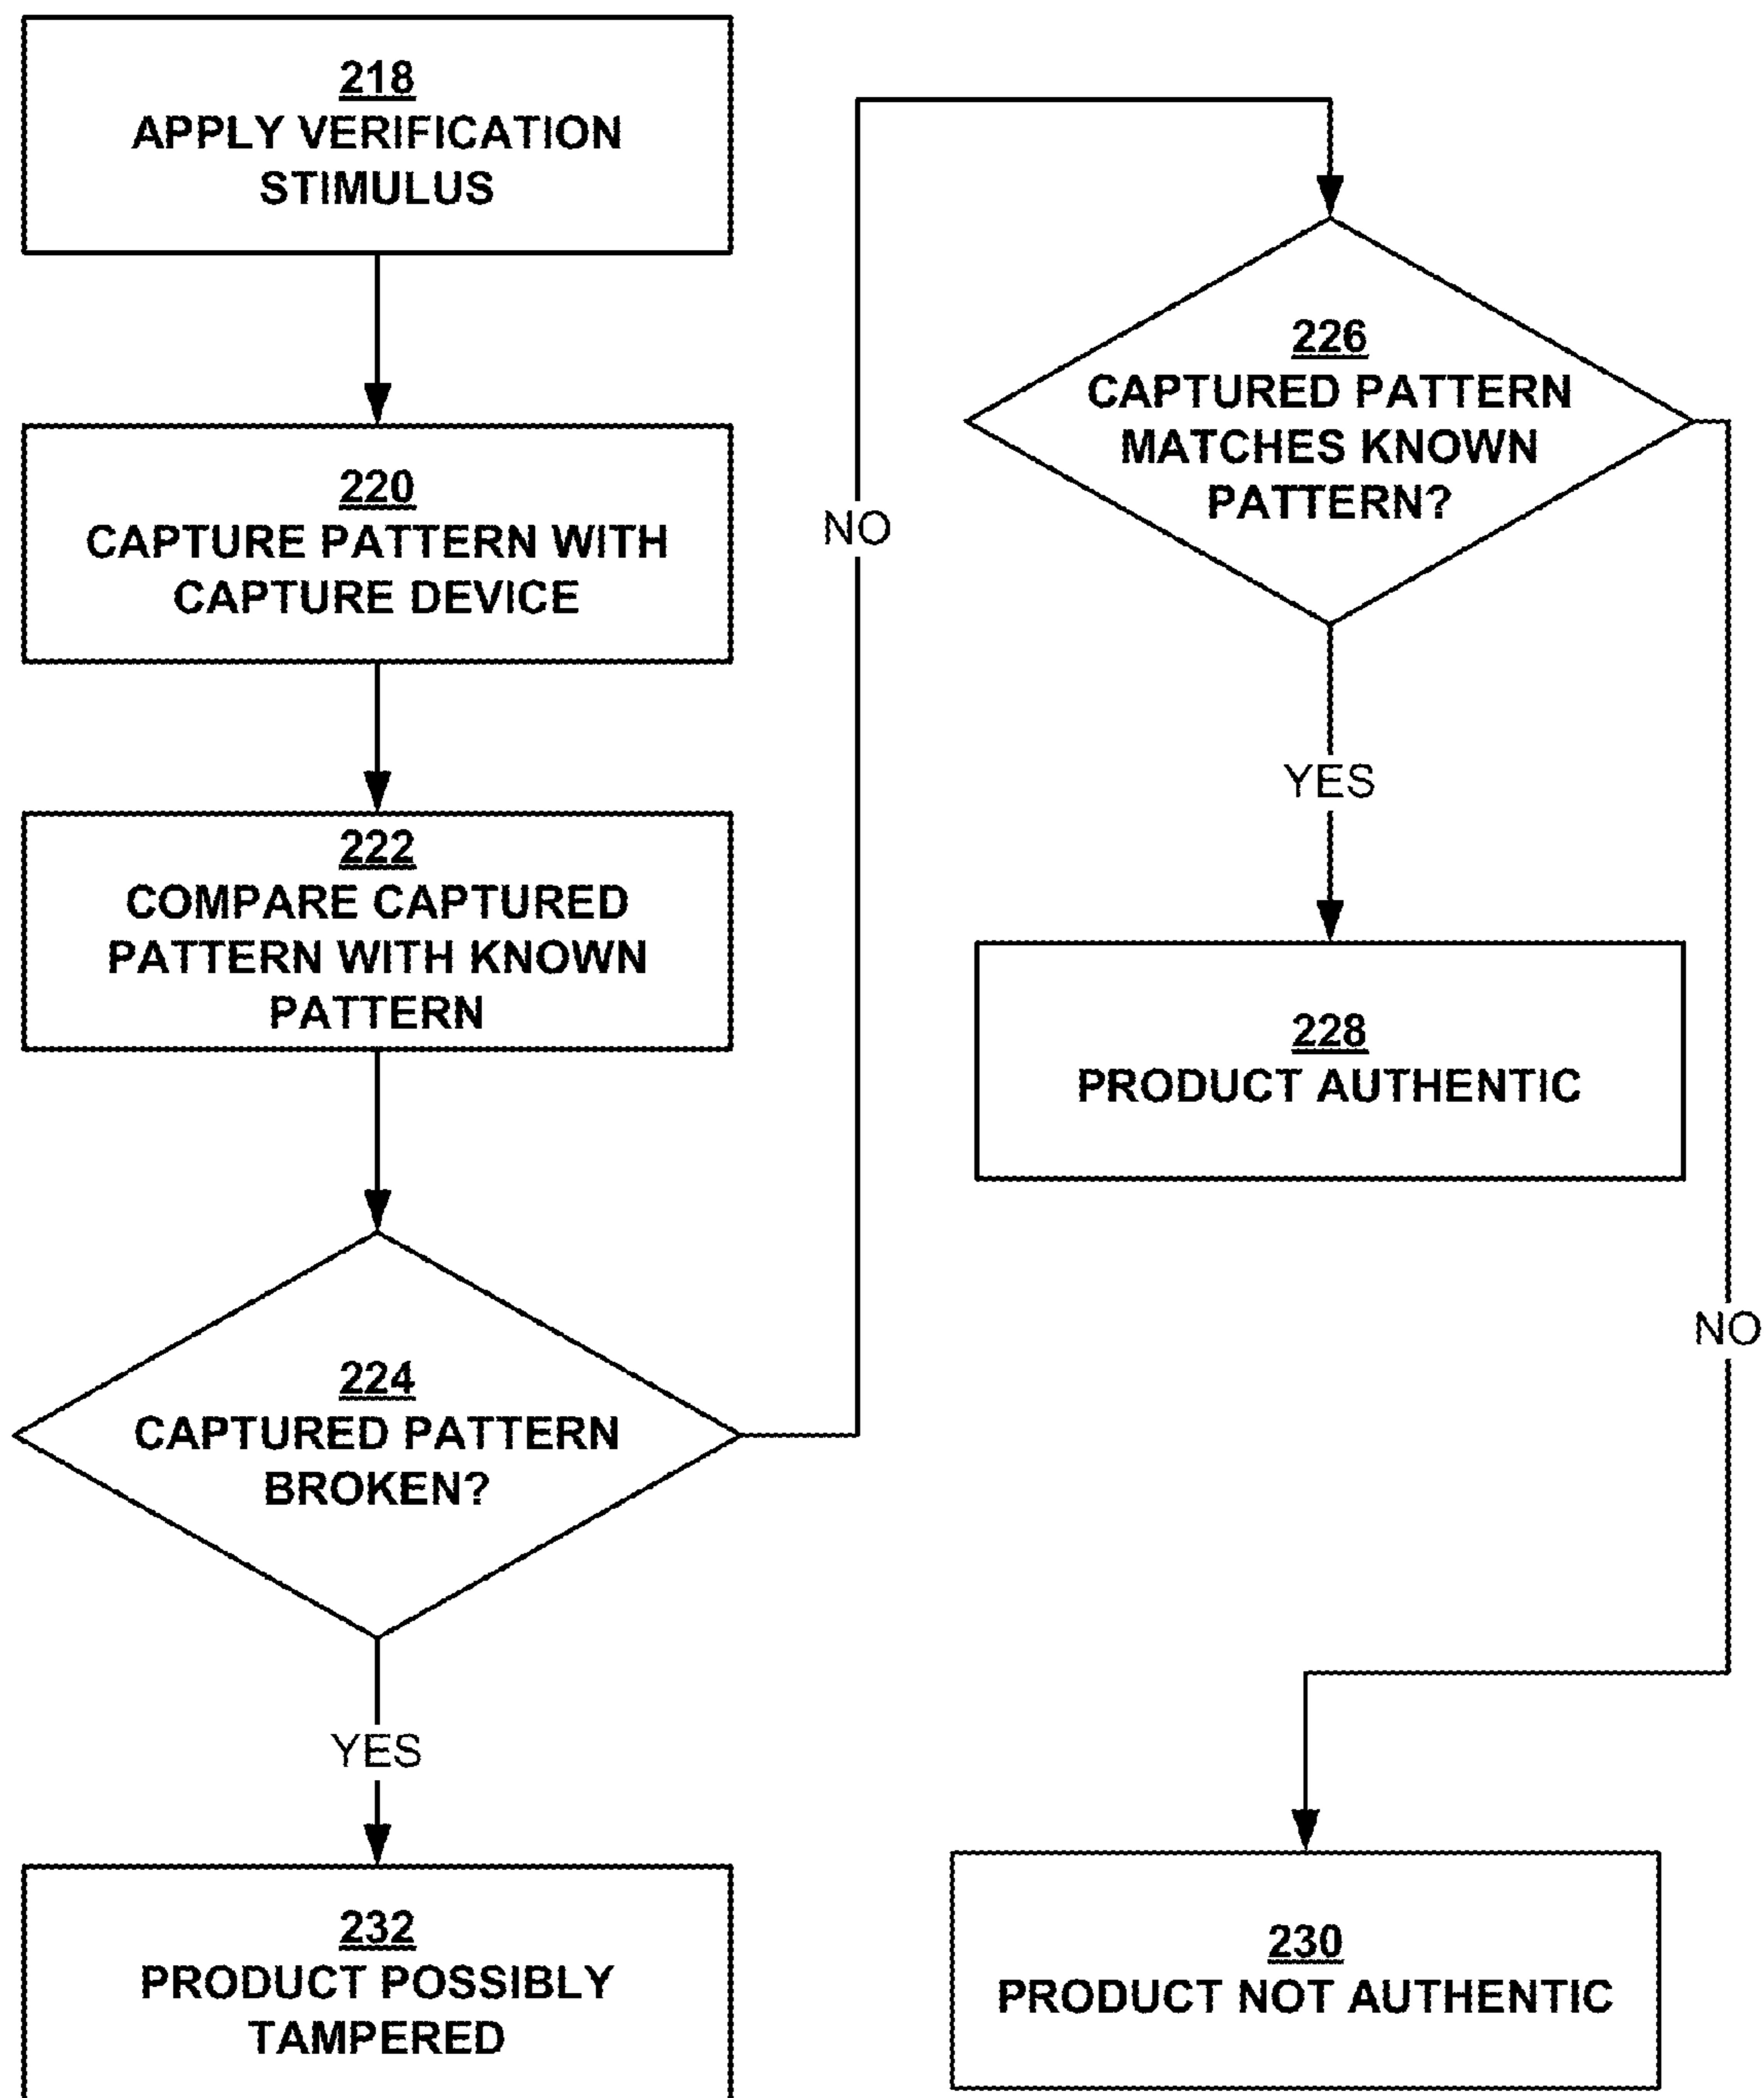 218
APPLY VERIFICATION
STIMULUS
220
CAPTURE PATTERN WITH
CAPTURE DEVICE
222
COMPARE CAPTURED
PATTERN WITH KNOWN
PATTERN
224
CAPTURED PATTERN
BROKEN?
YES
232
PRODUCT POSSIBLY
TAMPERED
NO
226
CAPTURED PATTERN
MATCHES KNOWN
PATTERN?
YES
228
PRODUCT AUTHENTIC
NO
230
PRODUCT NOT AUTHENTIC